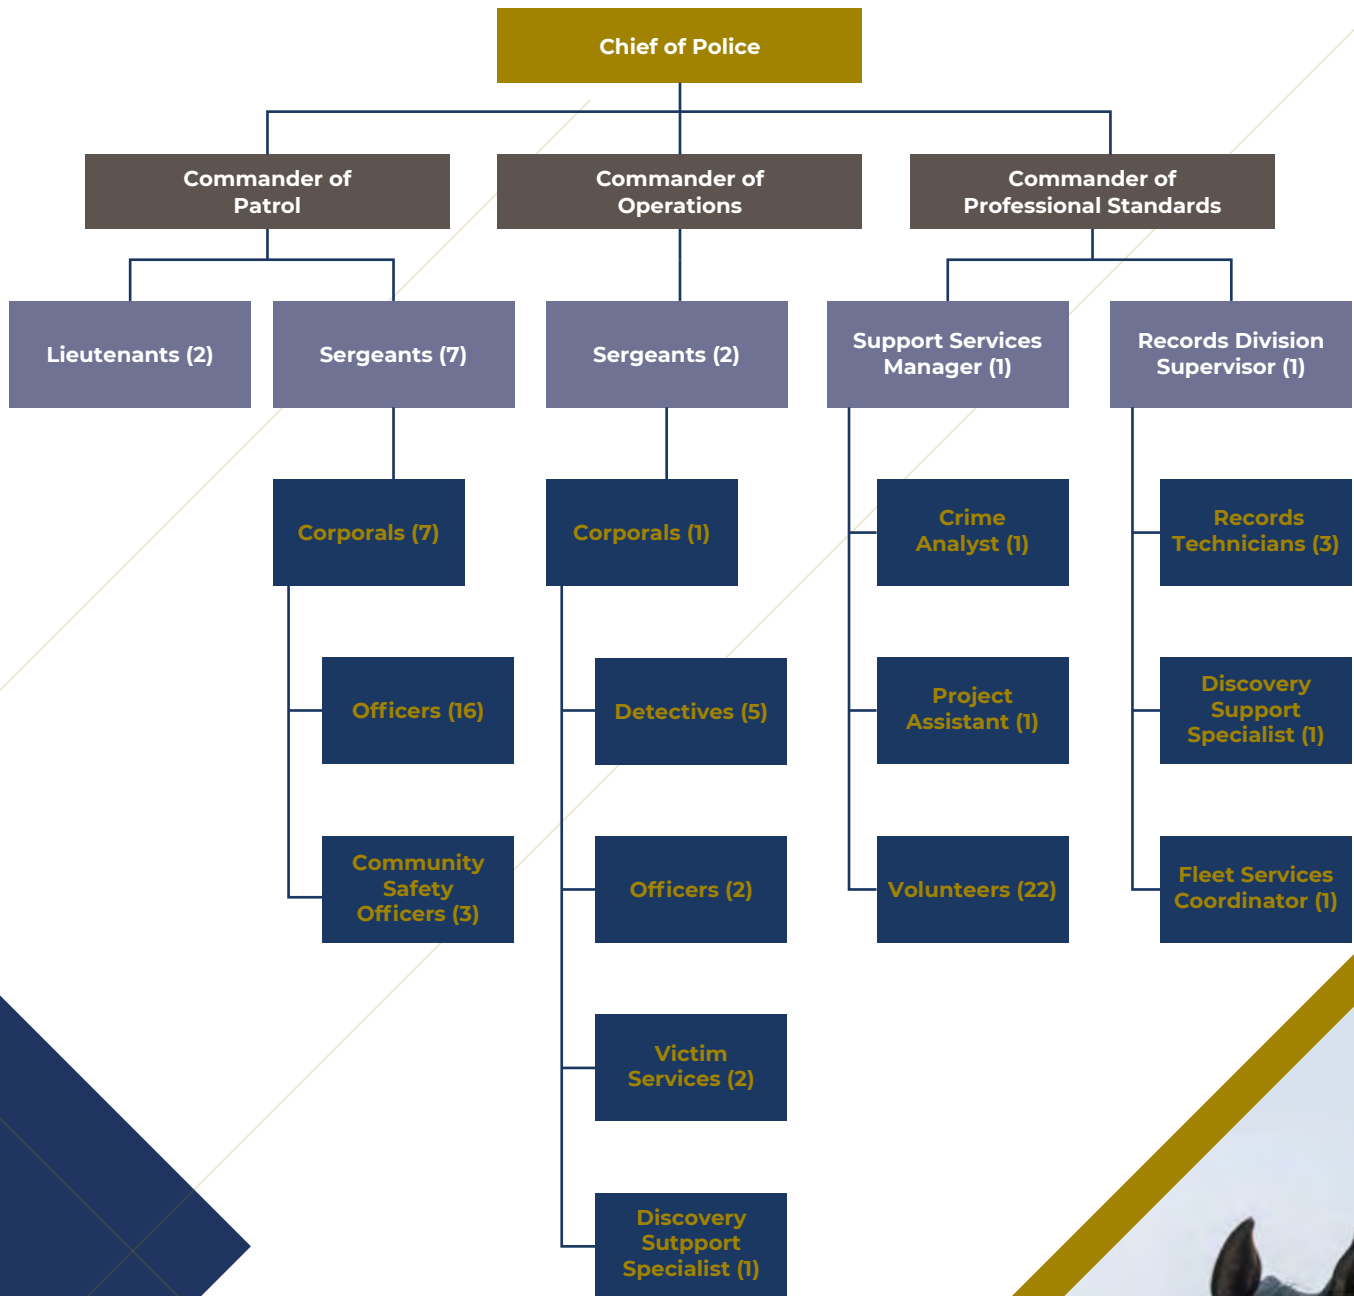 Chief of Police
Commander of
Patrol
Commander of
Operations
Commander of
Professional Standards
Lieutenants (2)
Sergeants (7)
Sergeants (2)
Support Services
Manager (1)
Records Division
Supervisor (1)
Corporals (7)
Corporals (1)
Crime
Analyst (1)
Records
Technicians (3)
Officers (16)
Detectives (5)
Project
Assistant (1)
Discovery
Support
Specialist (1)
Community
Safety
Officers (3)
Officers (2)
Volunteers (22)
Fleet Services
Coordinator (1)
Victim
Services (2)
Discovery
Sutpport
Specialist (1)